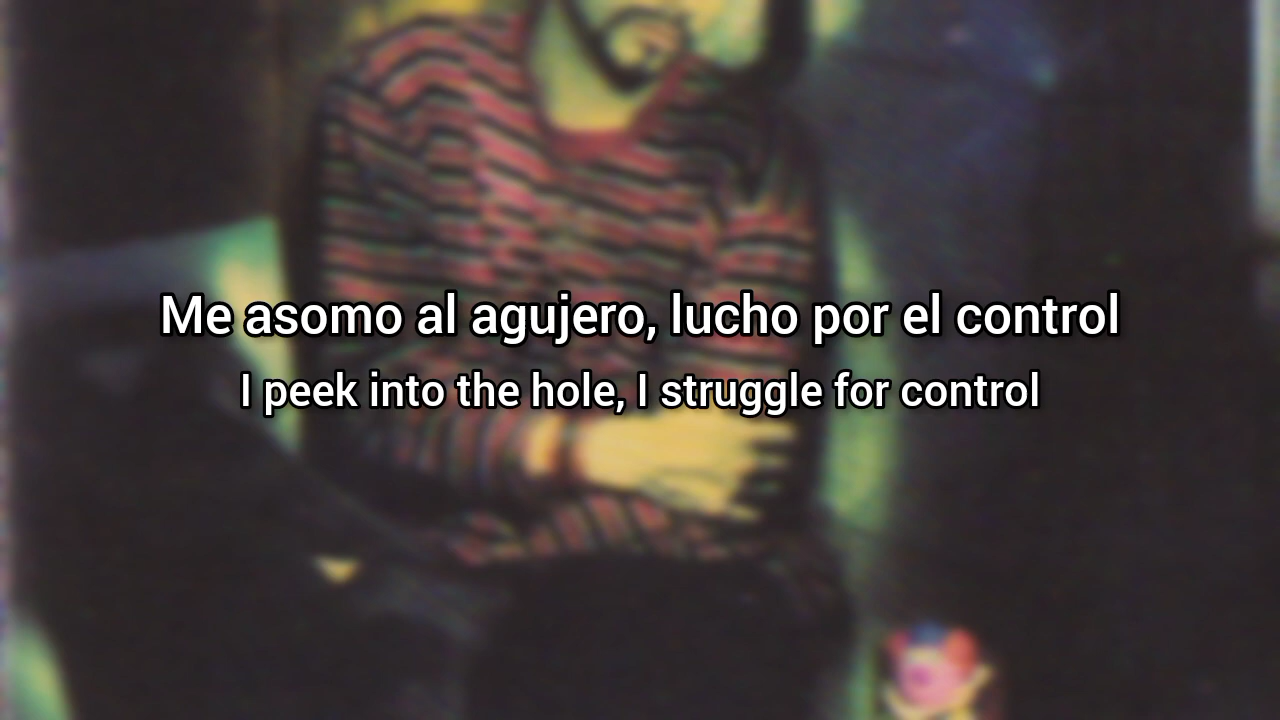 Me asomo al agujero, lucho por el control
I peek into the hole, I struggle for control